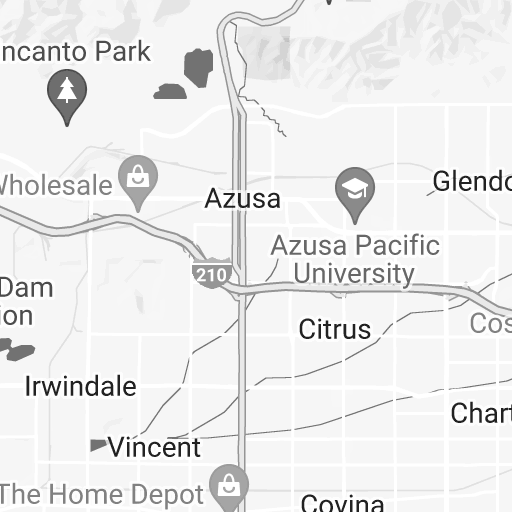 ncanto Park
Wholesale
Azusa
Glendo
Azusa Pacific
University
210
Dam
ion
Citrus
Cos
Irwindale
Chart
Vincent
The Home Depot
Covina